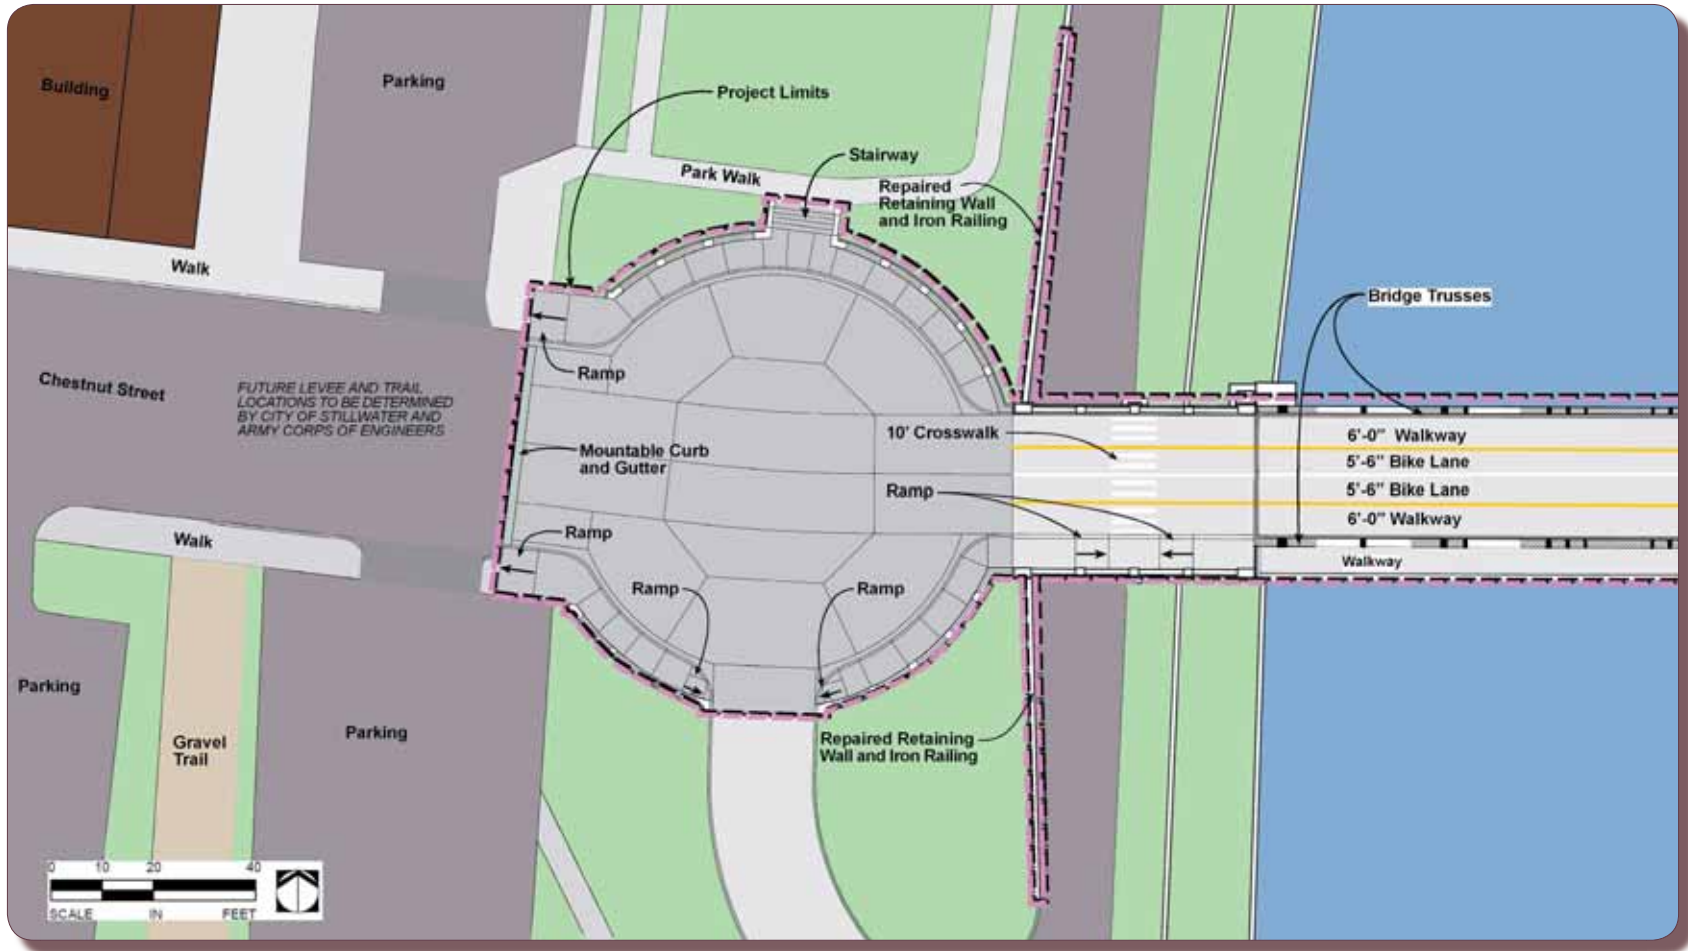 Building
Parking
Project Limits
Stairway
Park Walk
Repaired
Retaining Wall
and Iron Railing
Walk
Bridge Trusses
Ramp
Chestnut Street
FUTURE LEVEE AND TRAIL
LOCATIONS TO BE DETERMINED
BY CITY OF STILLWATER AND
ARMY CORPS OF ENGINEERS
10' Crosswalk
6'-0" Walkway
Mountable Curb
and Gutter
5'-6" Bike Lane
Ramp
5'-6" Bike Lane
6'-0" Walkway
Ramp
Walk
Walkway
Ramp
Ramp
Parking
Parking
Gravel
Trail
Repaired Retaining
Wall and Iron Railing
0 10 20 40
SCALE IN FEET